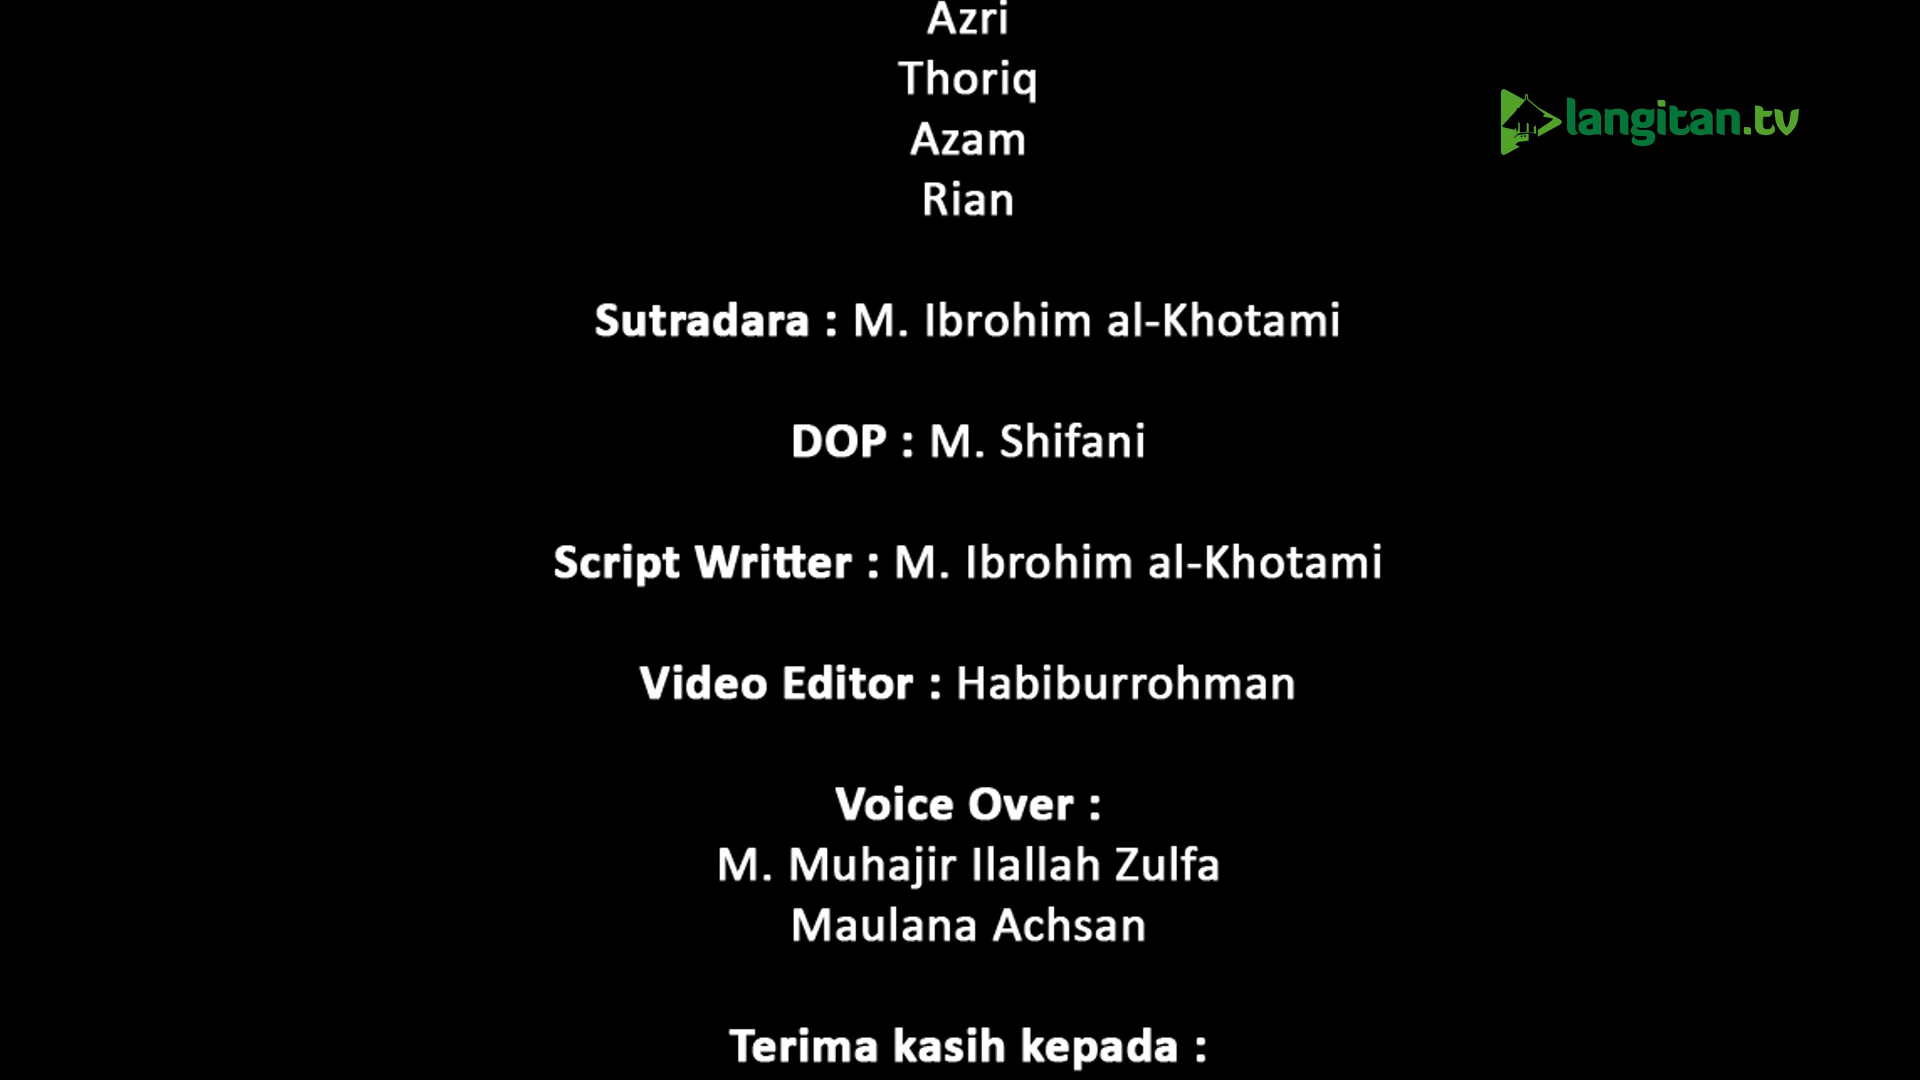 Azri
Thoriq
langitan.tv
Azam
Rian
Sutradara : M. Ibrohim al-Khotami
DOP : M. Shifani
Script Writter : M. Ibrohim al-Khotami
Video Editor : Habiburrohman
Voice Over :
M. Muhajir Ilallah Zulfa
Maulana Achsan
Terima kasih kepada :